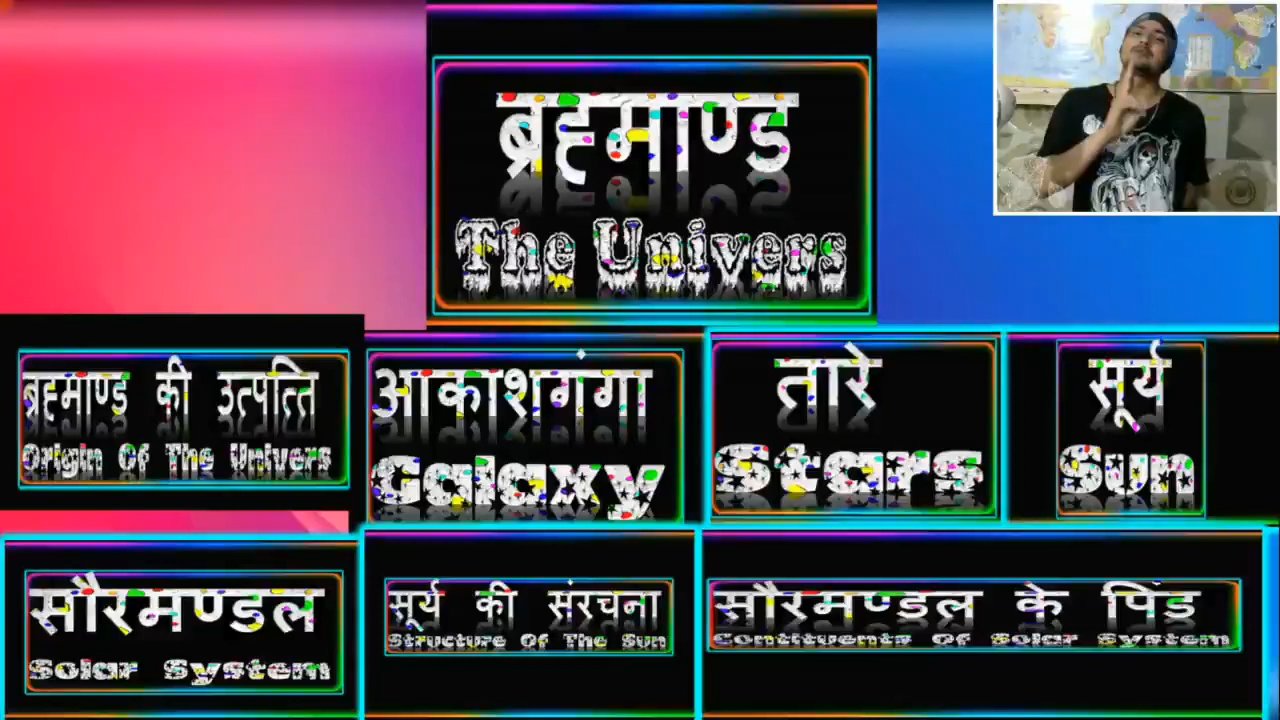 ब्रह्माण्ड
The Univers
ब्रह्माण्ड की उत्पत्ति
Origin Of The Univers
आकाशगंगा
Galaxy
तारे
Stars
सूर्य
Sun
सौरमण्डल
Solar System
सूर्य की संरचना
Structure Of The Sun
सौरमण्डल के पिंड
Contituents Of Solar System